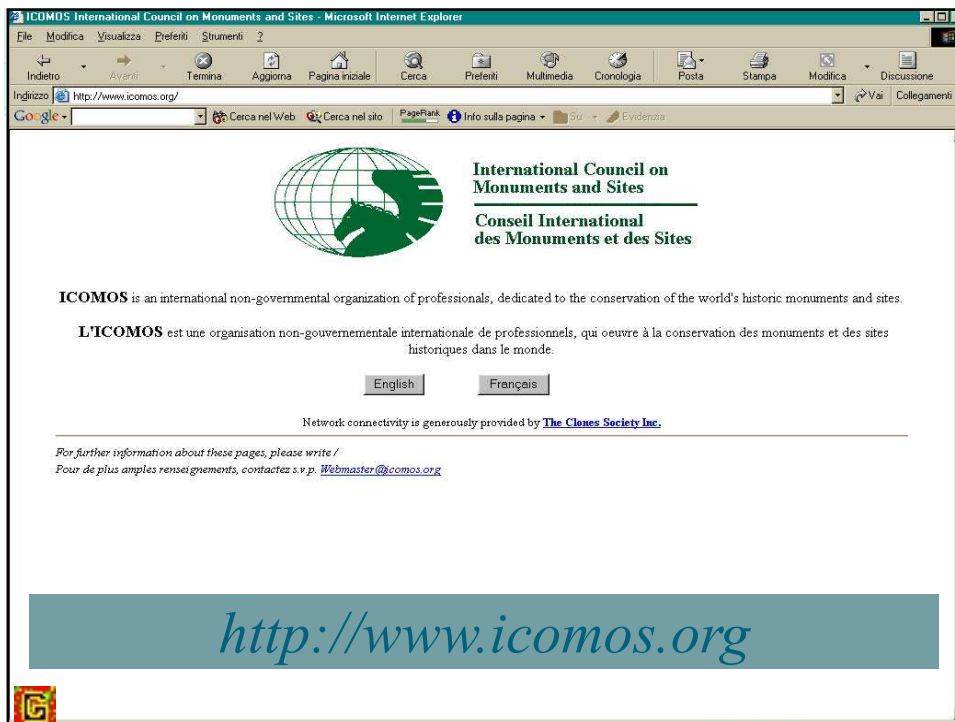 ICOMOS International Council on Monuments and Sites - Microsoft Internet Explorer
File Modifica Visualizza Preferiti Strumenti ?
Indietro Avanti Termina Aggiorna Pagina iniziale Cerca Preferiti Multimedia Cronologia Posta Stampa Modifica Discussione
Indirizzo http://www.icomos.org/ Vai Collegamenti
Google Cerca nel Web Cerca nel sito PageRank Info sulla pagina Su Evidenzia
International Council on
Monuments and Sites
Conseil International
des Monuments et des Sites
ICOMOS is an international non-governmental organization of professionals, dedicated to the conservation of the world's historic monuments and sites.
L'ICOMOS est une organisation non-gouvernementale internationale de professionnels, qui oeuvre à la conservation des monuments et des sites
historiques dans le monde.
English Français
Network connectivity is generously provided by The Clones Society Inc.
For further information about these pages, please write /
Pour de plus amples renseignements, contactez s.v.p. Webmaster@icomos.org
http://www.icomos.org
G